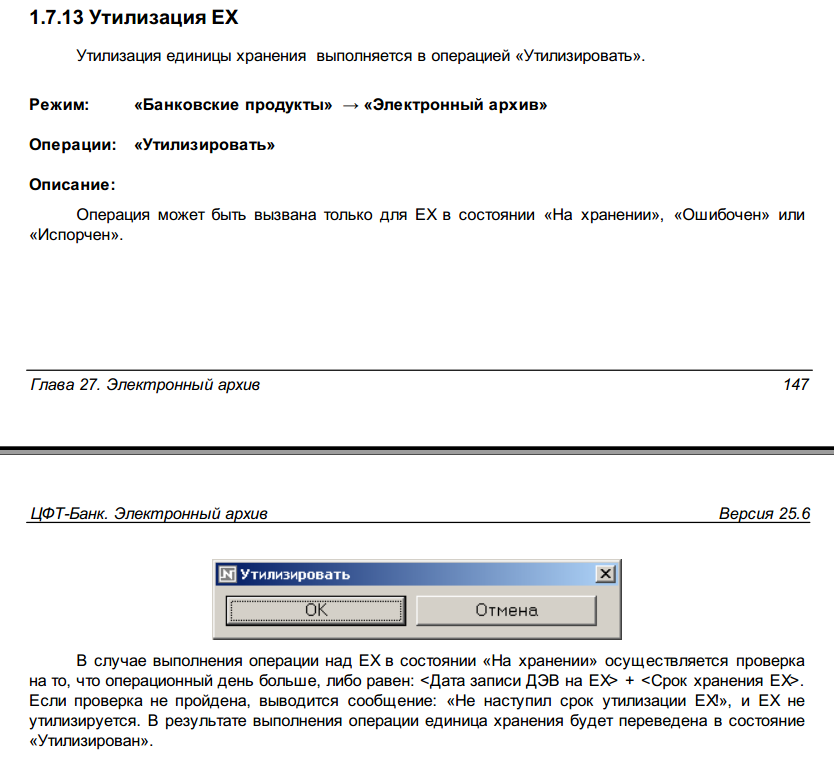 1.7.13 Утилизация ЕХ
Утилизация единицы хранения выполняется в операцией «Утилизировать».
Режим: «Банковские продукты» → «Электронный архив»
Операции: «Утилизировать»
Описание:
Операция может быть вызвана только для ЕХ в состоянии «На хранении», «Ошибочен» или
«Испорчен».
Глава 27. Электронный архив 147
ЦФТ-Банк. Электронный архив Версия 25.6
Утилизировать
OK Отмена
В случае выполнения операции над ЕХ в состоянии «На хранении» осуществляется проверка
на то, что операционный день больше, либо равен: <Дата записи ДЭВ на ЕХ> + <Срок хранения ЕХ>.
Если проверка не пройдена, выводится сообщение: «Не наступил срок утилизации ЕХ!», и ЕХ не
утилизируется. В результате выполнения операции единица хранения будет переведена в состояние
«Утилизирован».